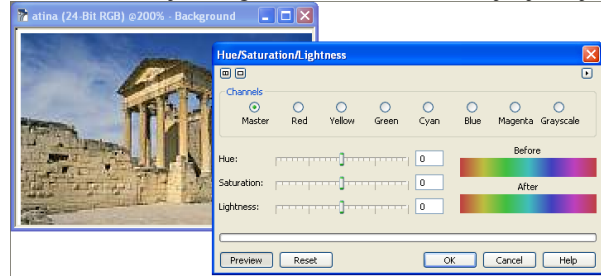 atina (24-Bit RGB) @200% - Background
Hue/Saturation/Lightness
Channels
Master Red Yellow Green Cyan Blue Magenta Grayscale
Hue: 0
Saturation: 0
Lightness: 0
Before
After
Preview Reset OK Cancel Help